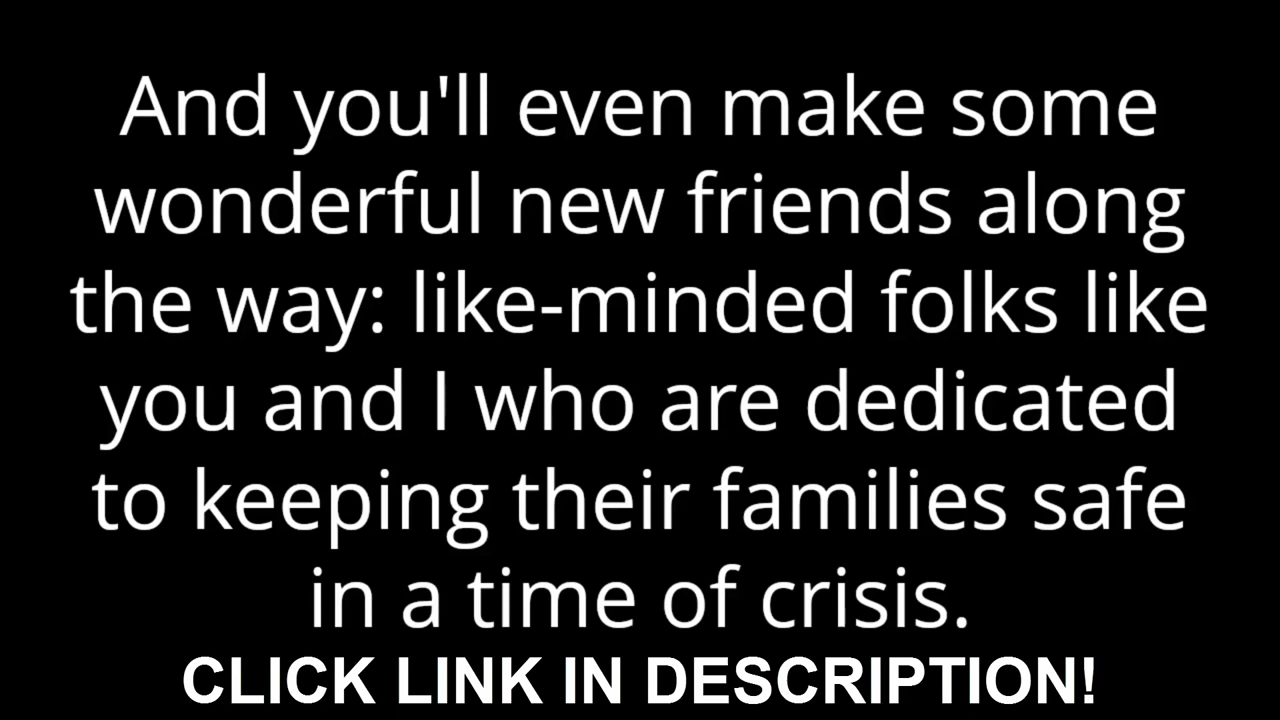 And you'll even make some
wonderful new friends along
the way: like-minded folks like
you and I who are dedicated
to keeping their families safe
in a time of crisis.
CLICK LINK IN DESCRIPTION!